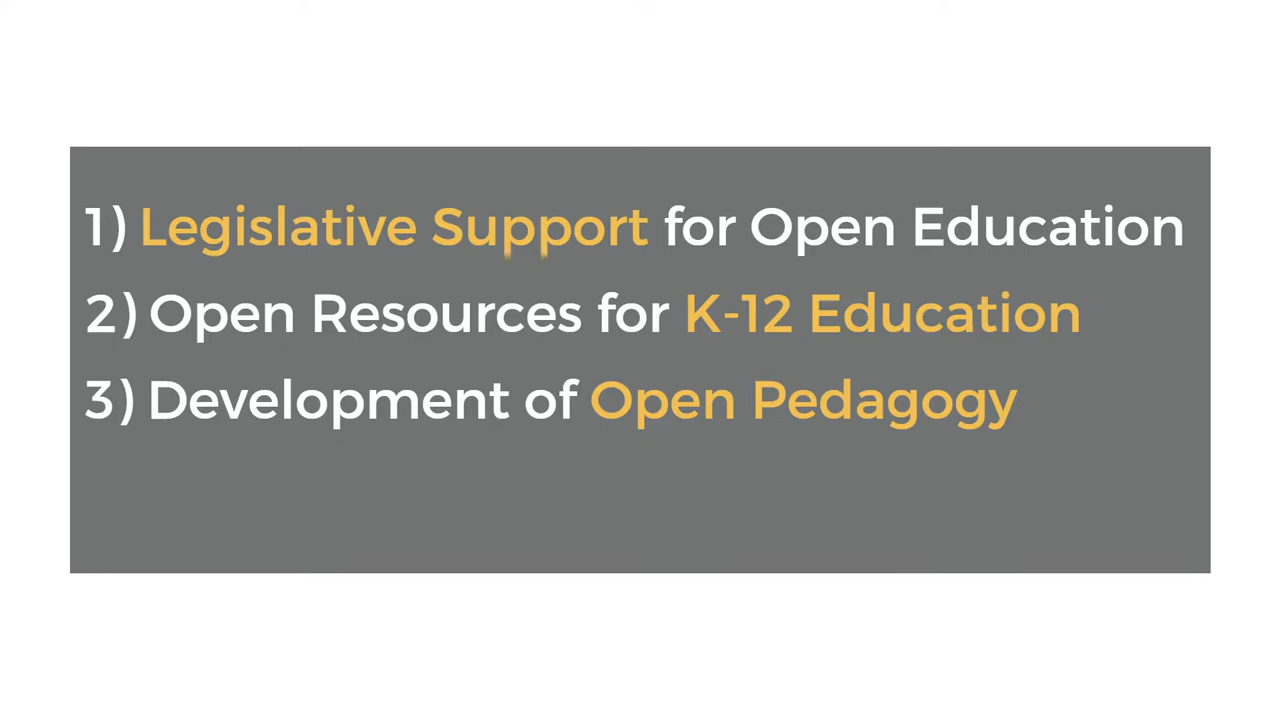 1) Legislative Support for Open Education
2) Open Resources for K-12 Education
3) Development of Open Pedagogy